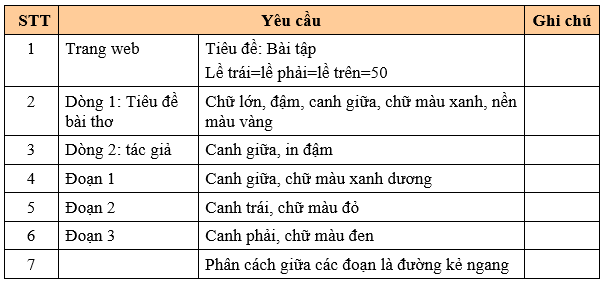 STT Yêu cầu Ghi chú
1 Trang web Tiêu đề: Bài tập
Lề trái=lề phải=lề trên=50
2 Dòng 1: Tiêu đề Chữ lớn, đậm, canh giữa, chữ màu xanh, nền
bài thơ màu vàng
3 Dòng 2: tác giả Canh giữa, in đậm
4 Đoạn 1 Canh giữa, chữ màu xanh dương
5 Đoạn 2 Canh trái, chữ màu đỏ
6 Đoạn 3 Canh phải, chữ màu đen
7 Phân cách giữa các đoạn là đường kẻ ngang